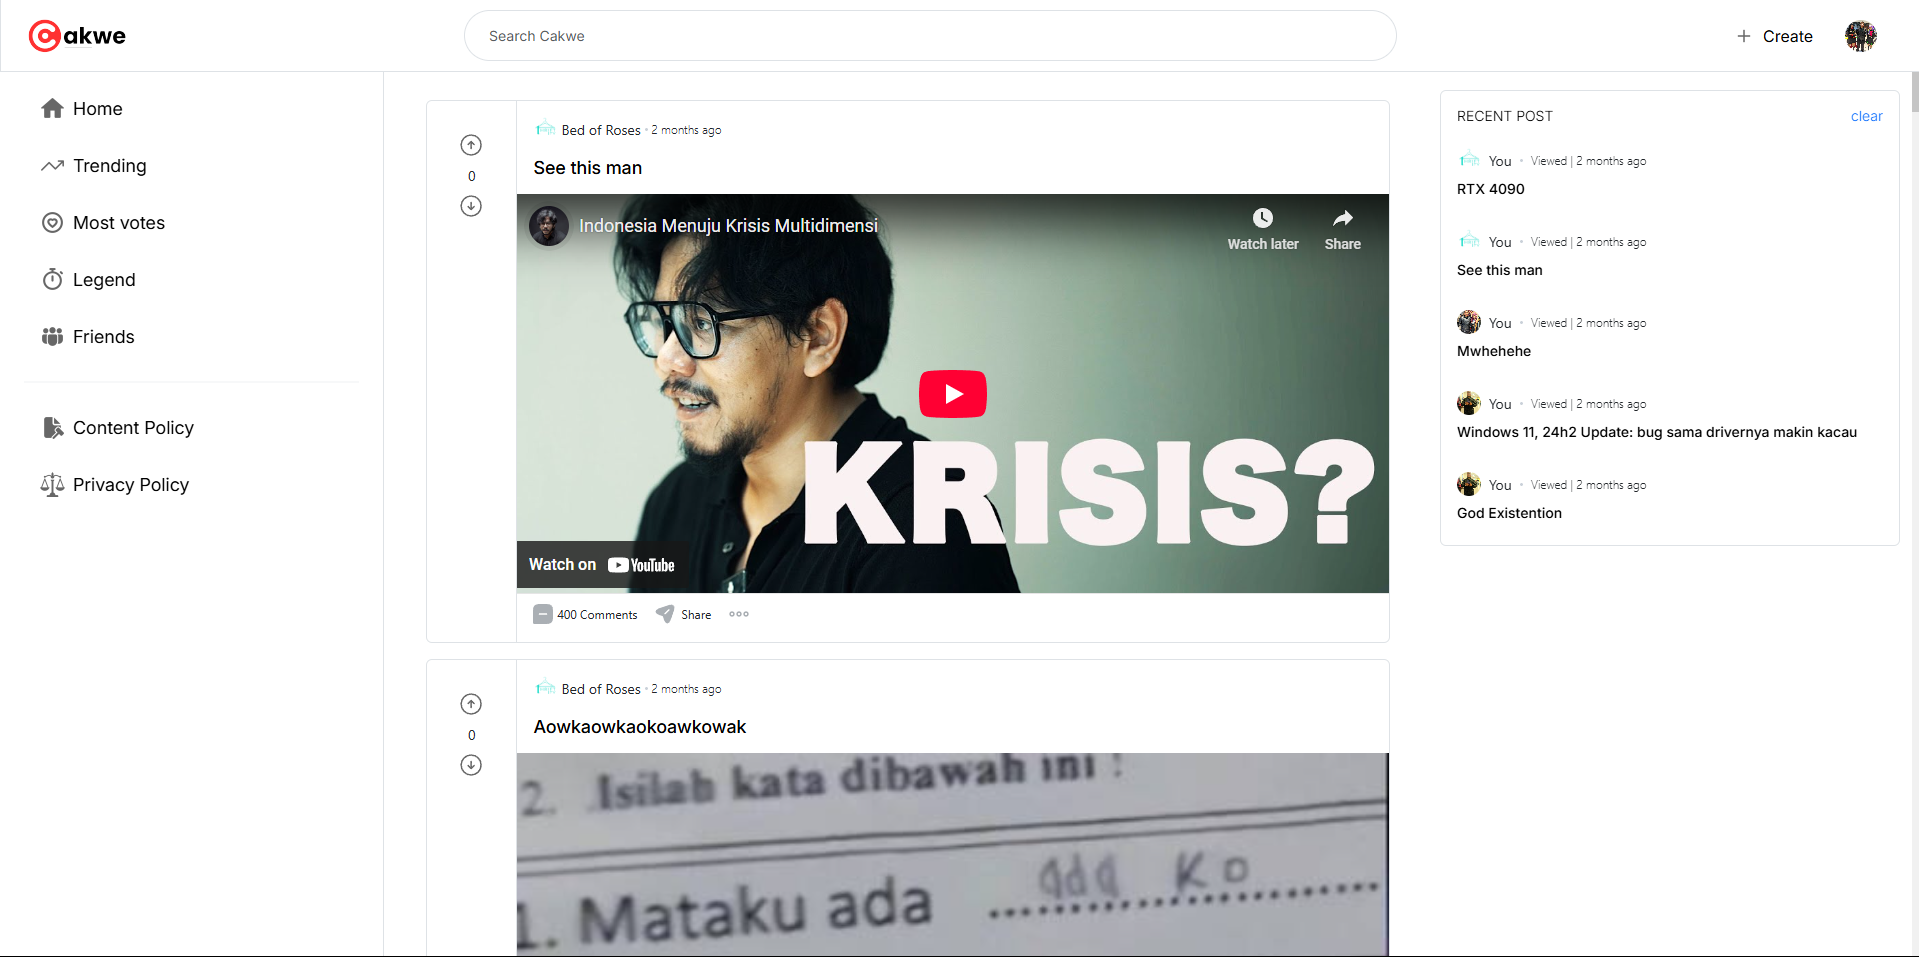 Cakwe
Search Cakwe
+ Create
Home
Trending
Most votes
Legend
Friends
Content Policy
Privacy Policy
0
Bed of Roses • 2 months ago
See this man
Indonesia Menuju Krisis Multidimensi
Watch later
Share
KRISIS?
Watch on YouTube
400 Comments
Share
0
Bed of Roses • 2 months ago
Aowkaowkaokoawkowak
2. Isilah kata dibawah ini :
1. Mataku ada ada Ko
RECENT POST
clear
You • Viewed | 2 months ago
RTX 4090
You • Viewed | 2 months ago
See this man
You • Viewed | 2 months ago
Mwhehehe
You • Viewed | 2 months ago
Windows 11, 24h2 Update: bug sama drivernya makin kacau
You • Viewed | 2 months ago
God Existention